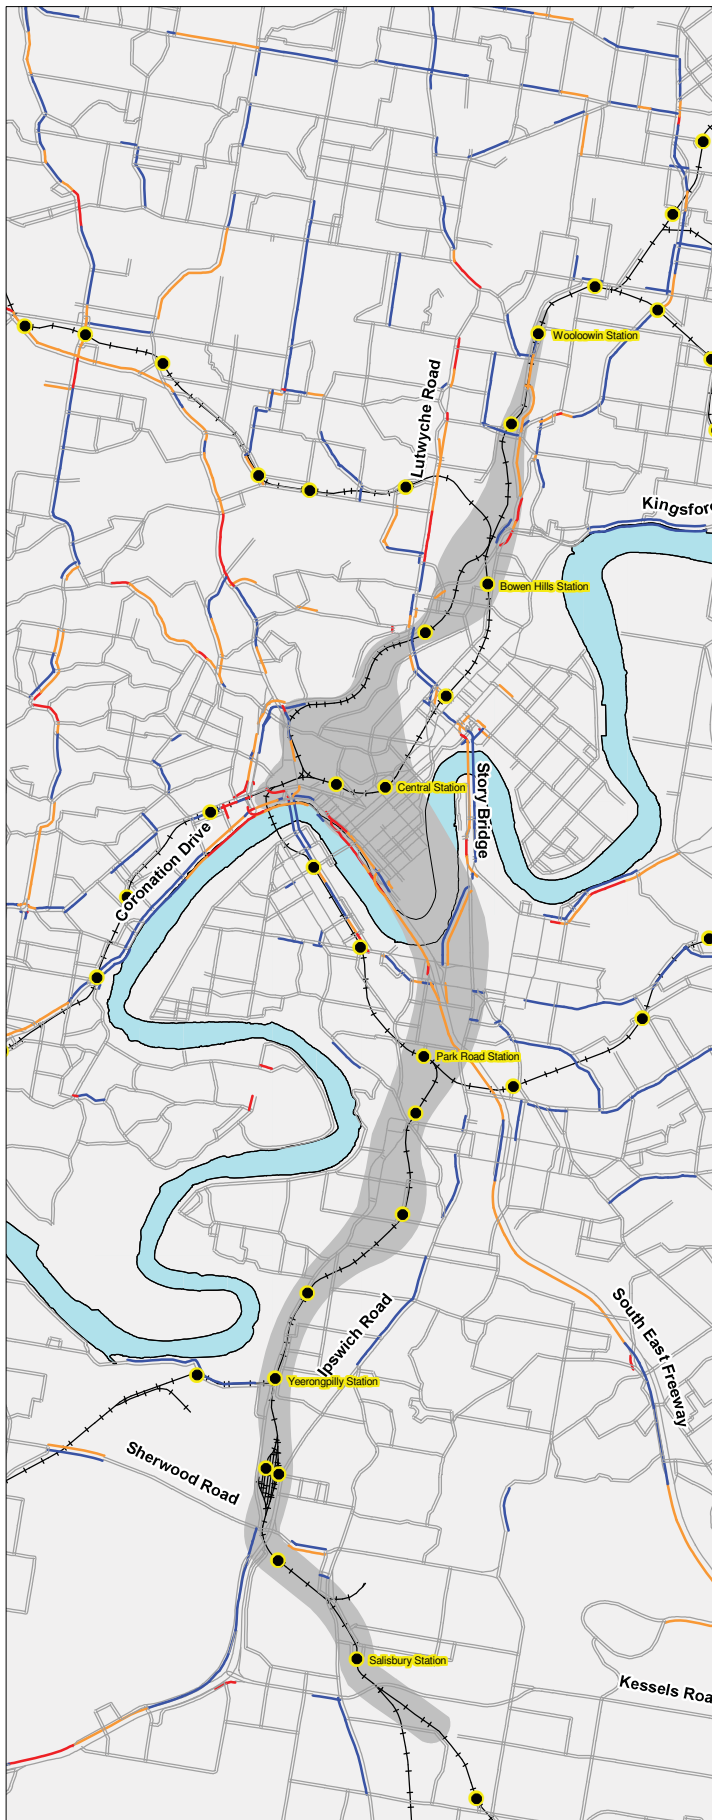 Wooloowin Station
Lutwyche Road
Kingsfor
Bowen Hills Station
Central Station
Story Bridge
Coronation Drive
Park Road Station
Ipswich Road
South East Freeway
Yeerongpilly Station
Sherwood Road
Salisbury Station
Kessels Roa